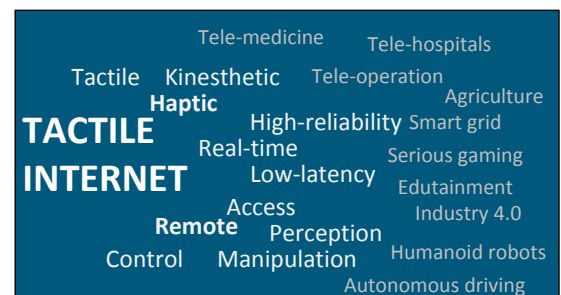 Tele-medicine
Tele-hospitals
Tactile Kinesthetic Tele-operation
Haptic
Agriculture
TACTILE
INTERNET
High-reliability Smart grid
Real-time
Serious gaming
Low-latency
Edutainment
Access
Industry 4.0
Remote
Perception
Control Manipulation
Humanoid robots
Autonomous driving